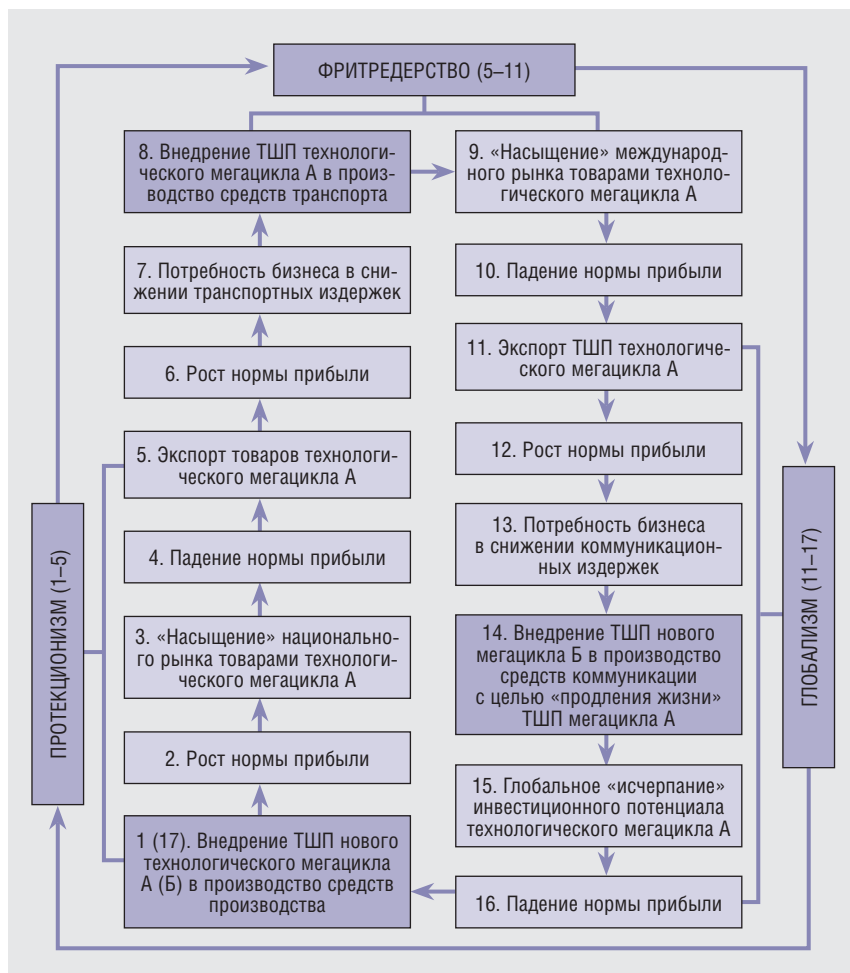 ФРИТРЕДЕРСТВО (5–11)
8. Внедрение ТШП технологи-
ческого мегацикла А в произ-
водство средств транспорта
9. «Насыщение» международ-
ного рынка товарами техноло-
гического мегацикла А
7. Потребность бизнеса в сни-
жении транспортных издержек
10. Падение нормы прибыли
6. Рост нормы прибыли
11. Экспорт ТШП технологиче-
ского мегацикла А
5. Экспорт товаров технологи-
ческого мегацикла А
12. Рост нормы прибыли
4. Падение нормы прибыли
13. Потребность бизнеса
в снижении коммуникацион-
ных издержек
3. «Насыщение» национально-
го рынка товарами технологи-
ческого мегацикла А
14. Внедрение ТШП нового
мегацикла Б в производство
средств коммуникации
с целью «продления жизни»
ТШП мегацикла А
2. Рост нормы прибыли
15. Глобальное «исчерпание»
инвестиционного потенциала
технологического мегацикла А
1 (17). Внедрение ТШП нового
технологического мегацикла
А (Б) в производство средств
производства
16. Падение нормы прибыли
ПРОТЕКЦИОНИЗМ (1–5)
ГЛОБАЛИЗМ (11–17)